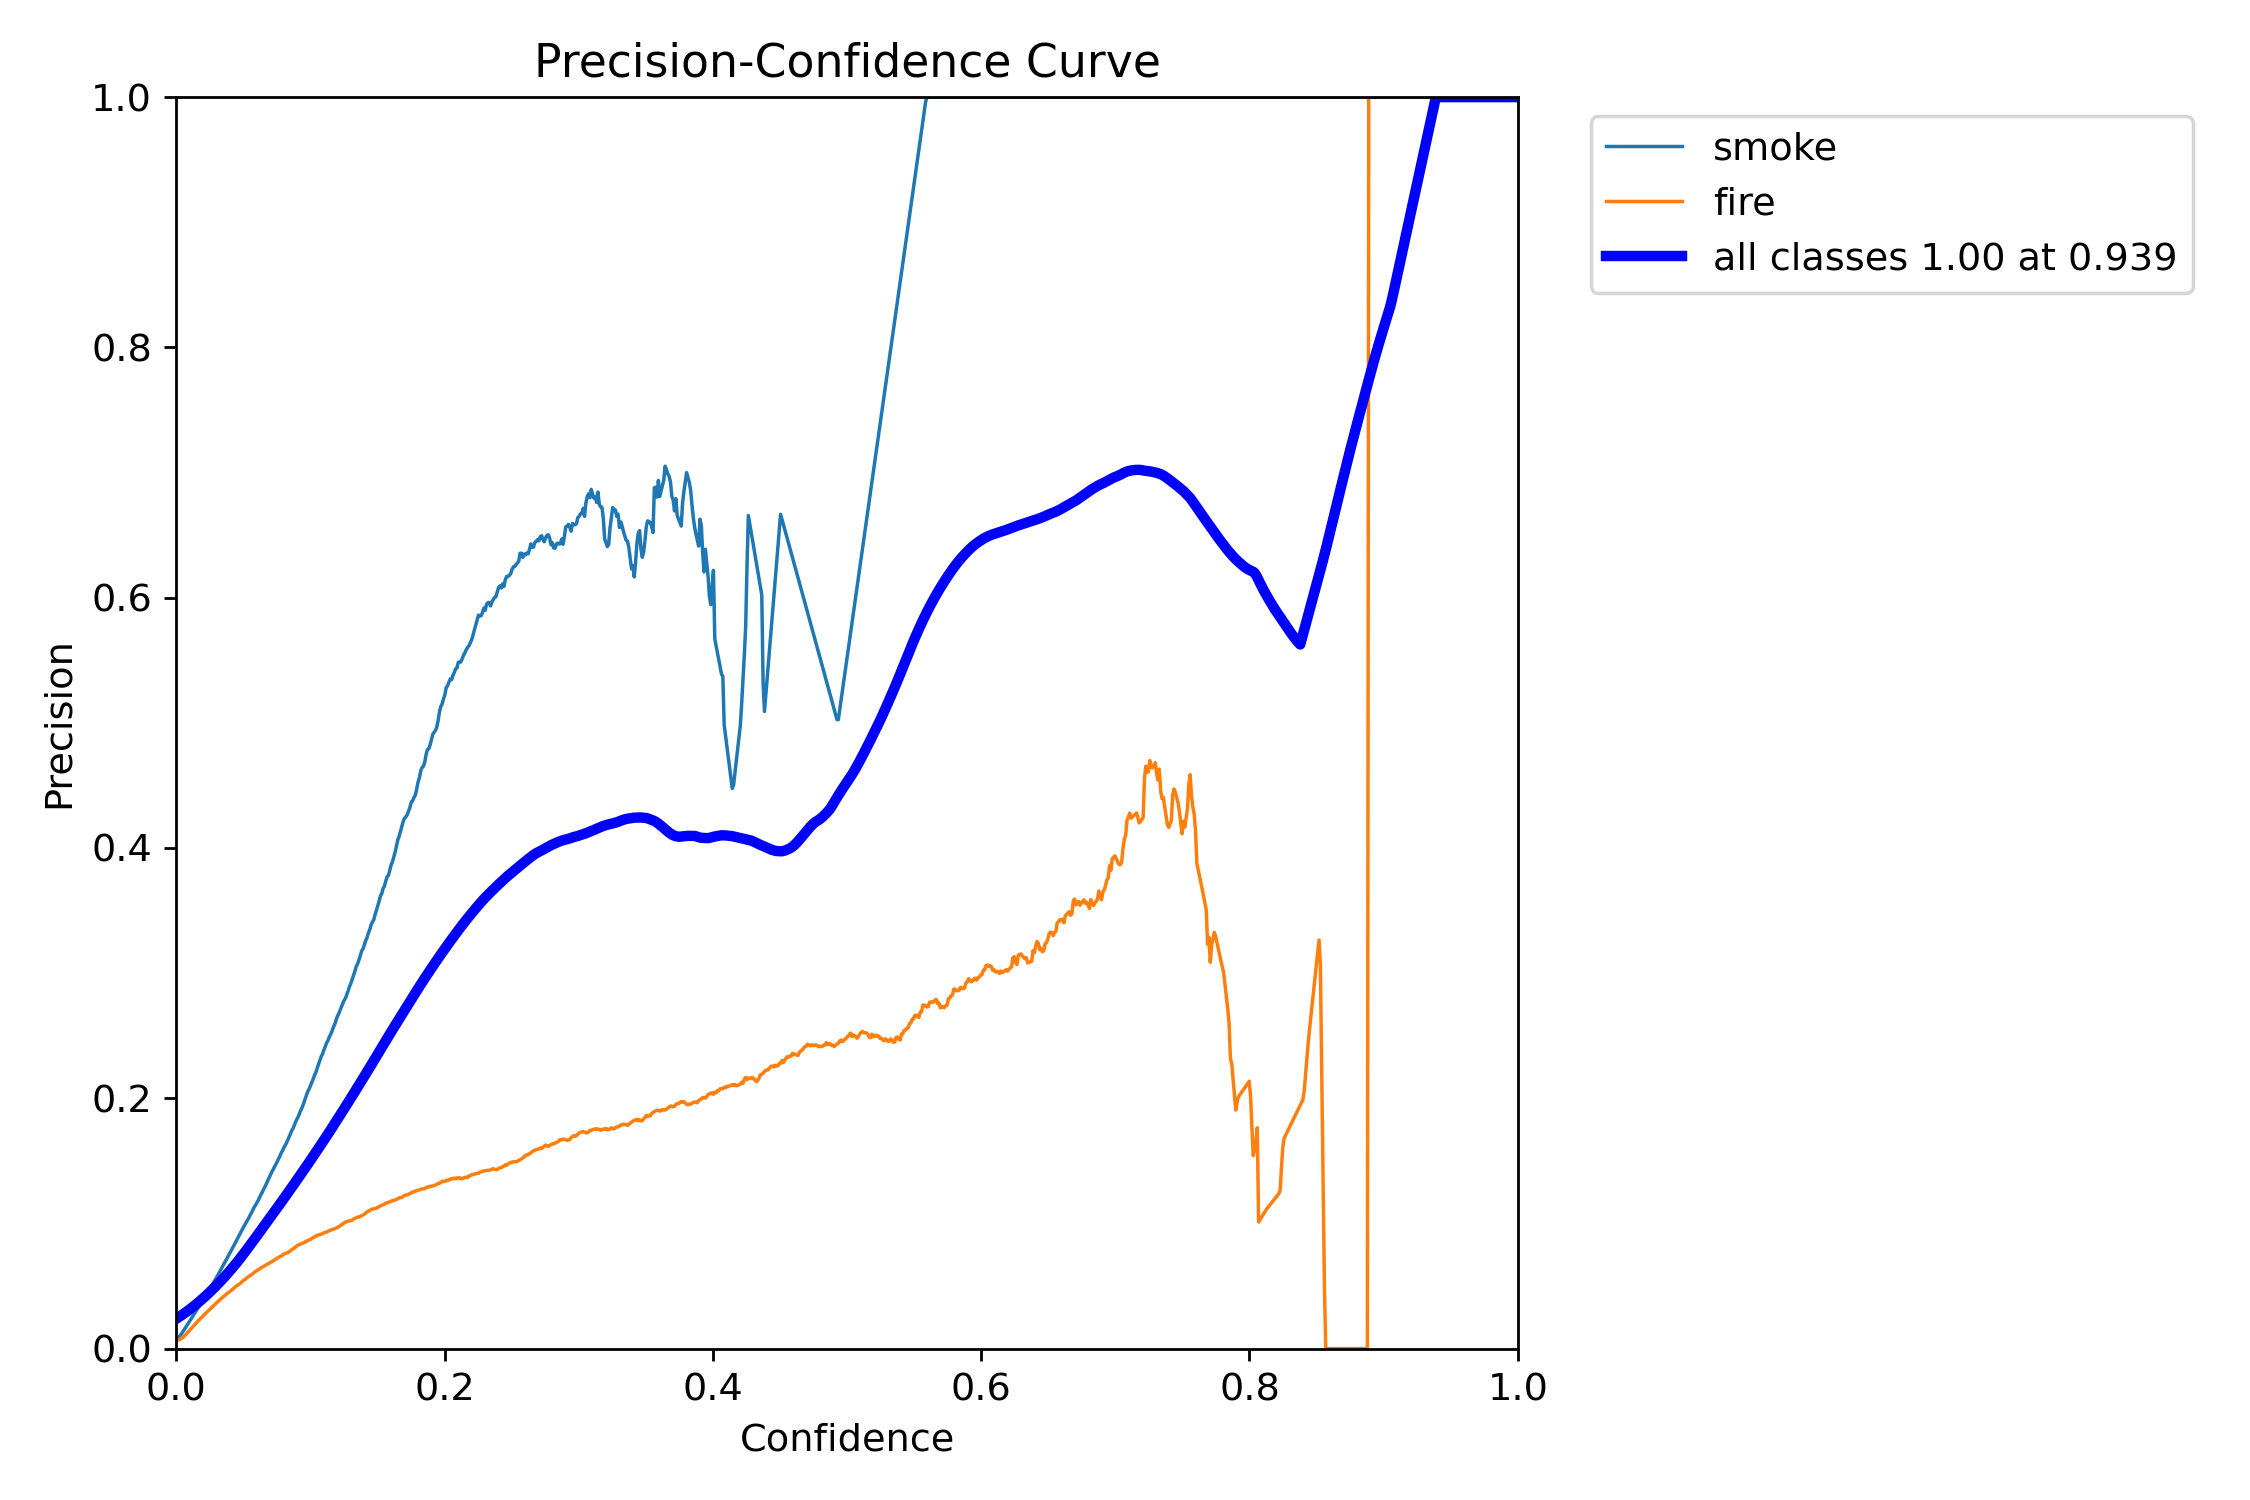 Precision-Confidence Curve
1.0
0.8
0.6
0.4
0.2
0.0
Precision
0.0 0.2 0.4 0.6 0.8 1.0
Confidence
smoke
fire
all classes 1.00 at 0.939